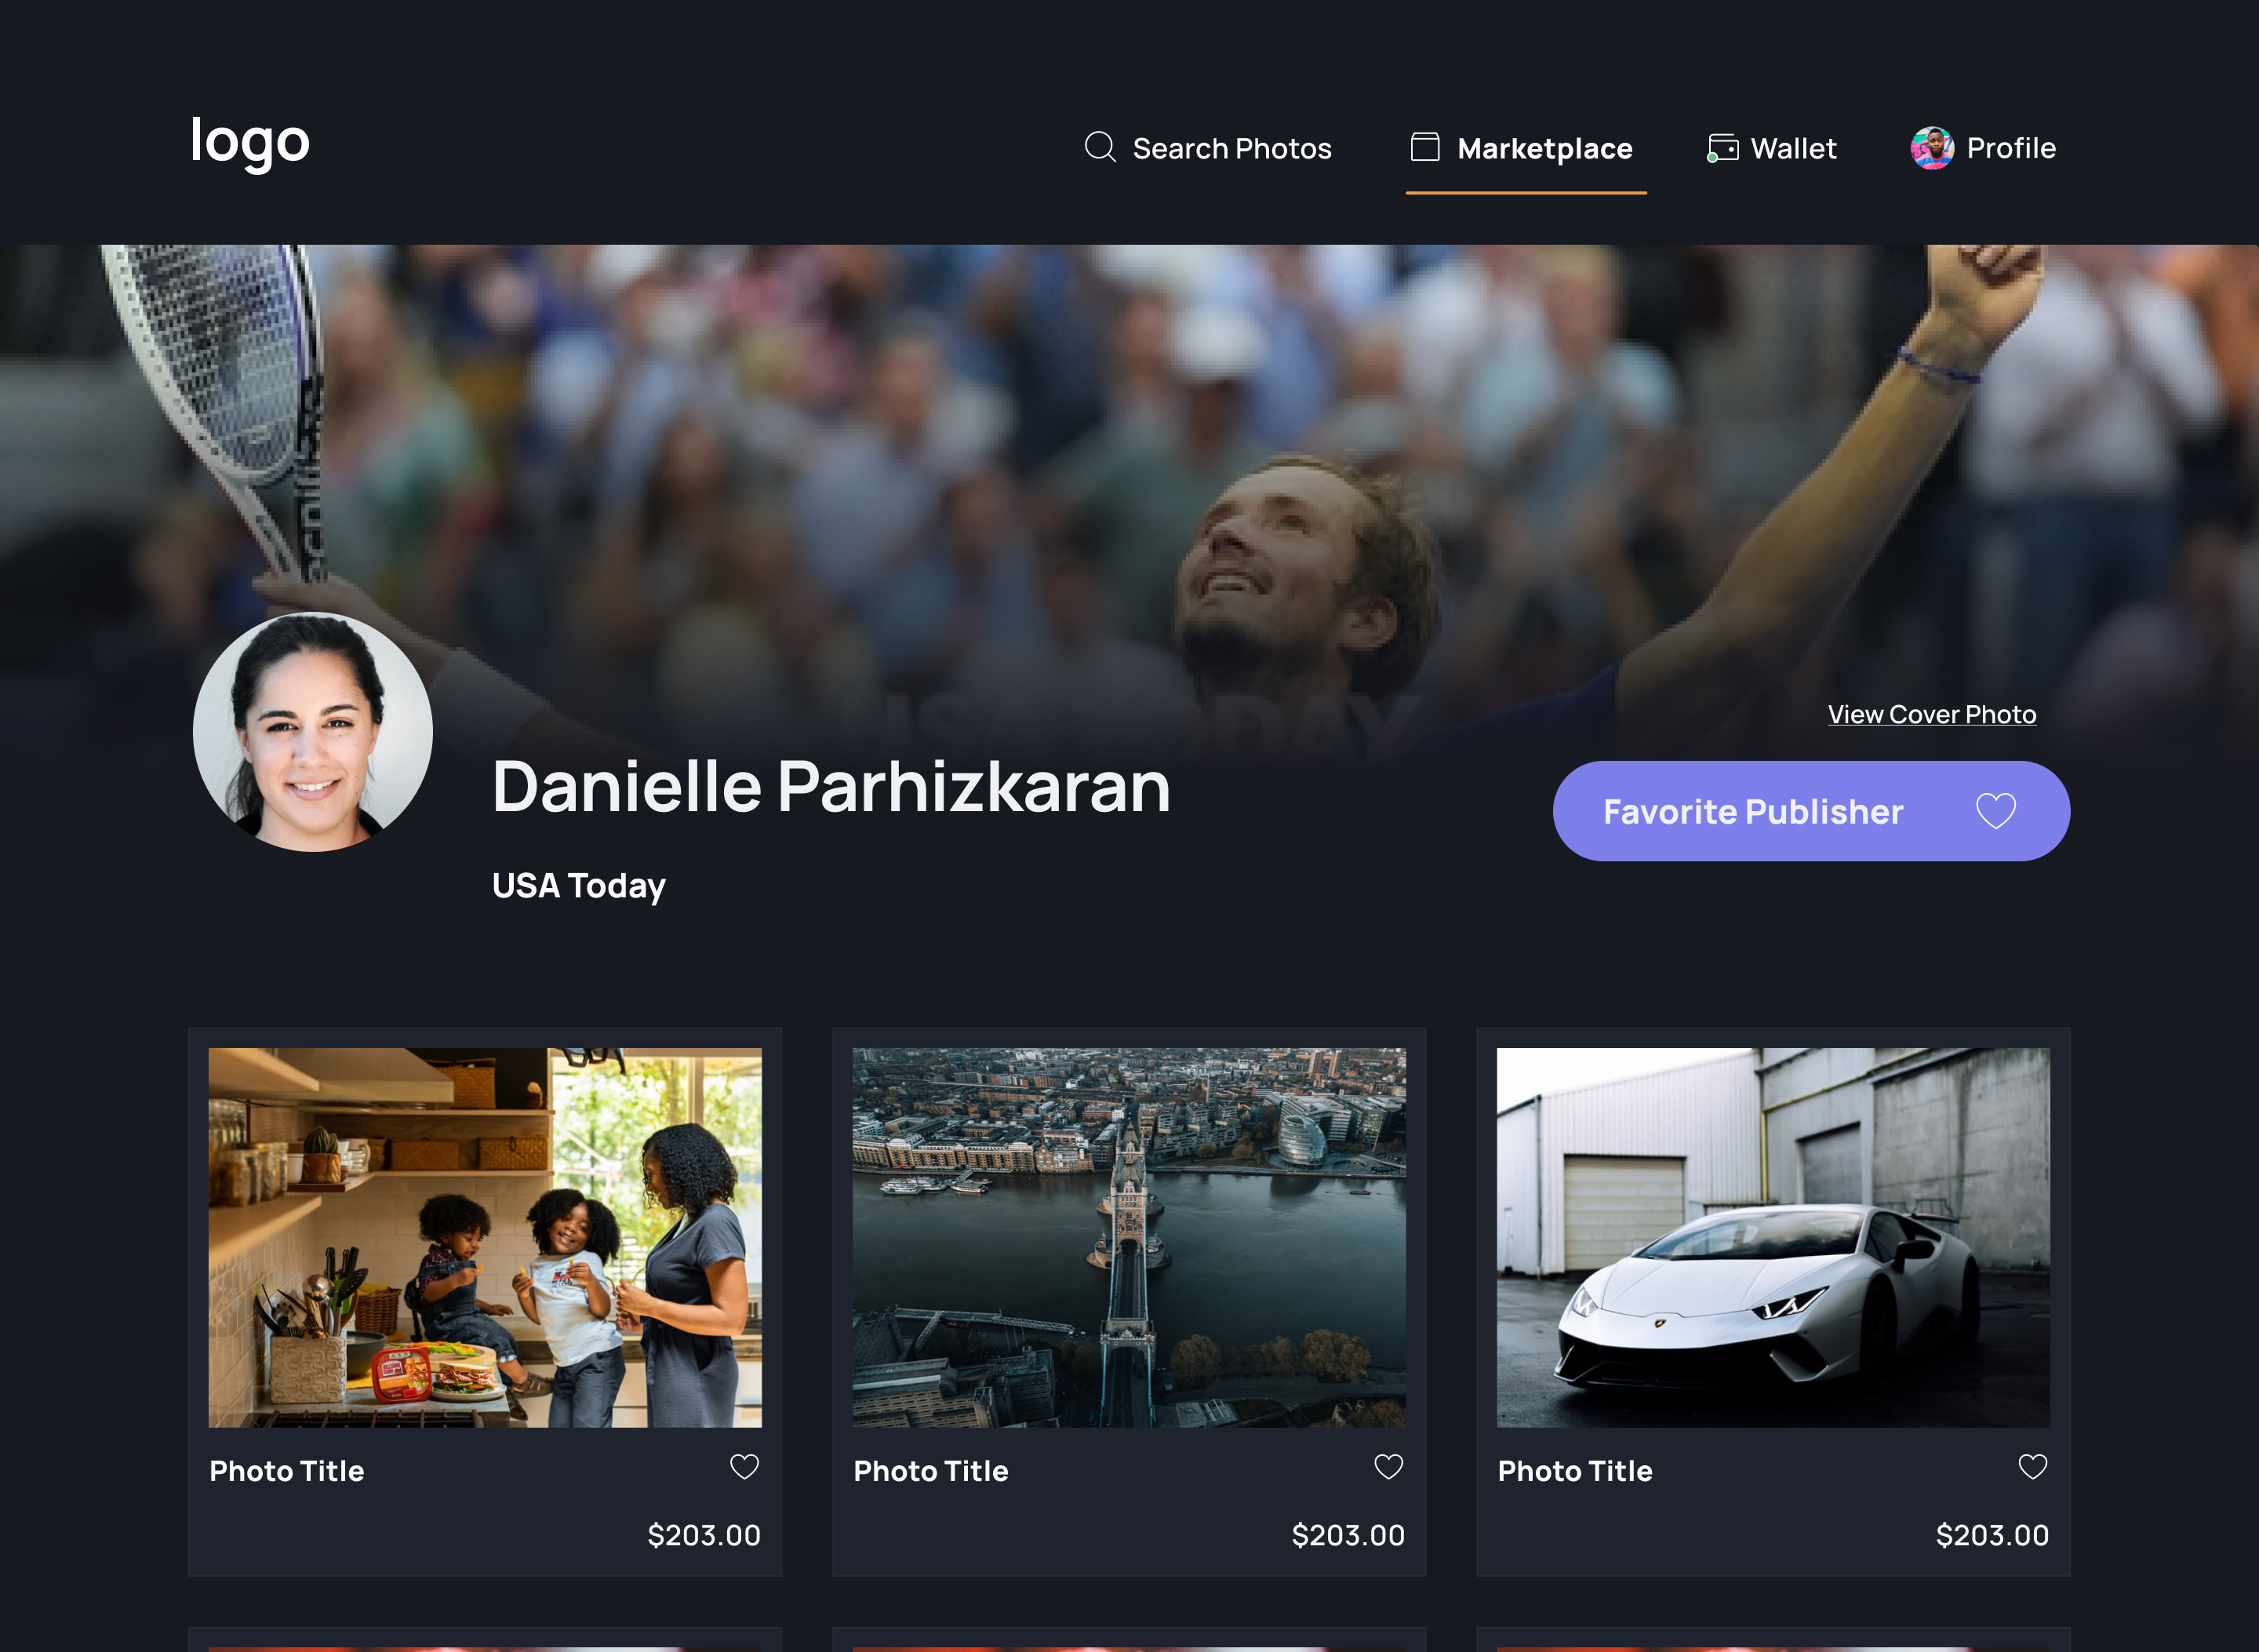 logo
Search Photos
Marketplace
Wallet
Profile
View Cover Photo
Danielle Parhizkaran
Favorite Publisher
USA Today
Photo Title
$203.00
Photo Title
$203.00
Photo Title
$203.00